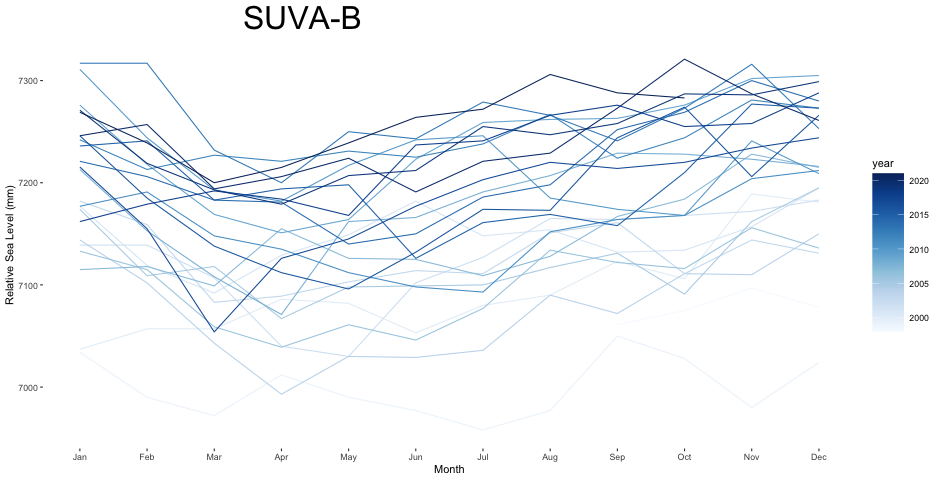 SUVA-B
Relative Sea Level (mm)
7300
7200
7100
7000
Jan Feb Mar Apr May Jun Jul Aug Sep Oct Nov Dec
Month
year
2020
2015
2010
2005
2000